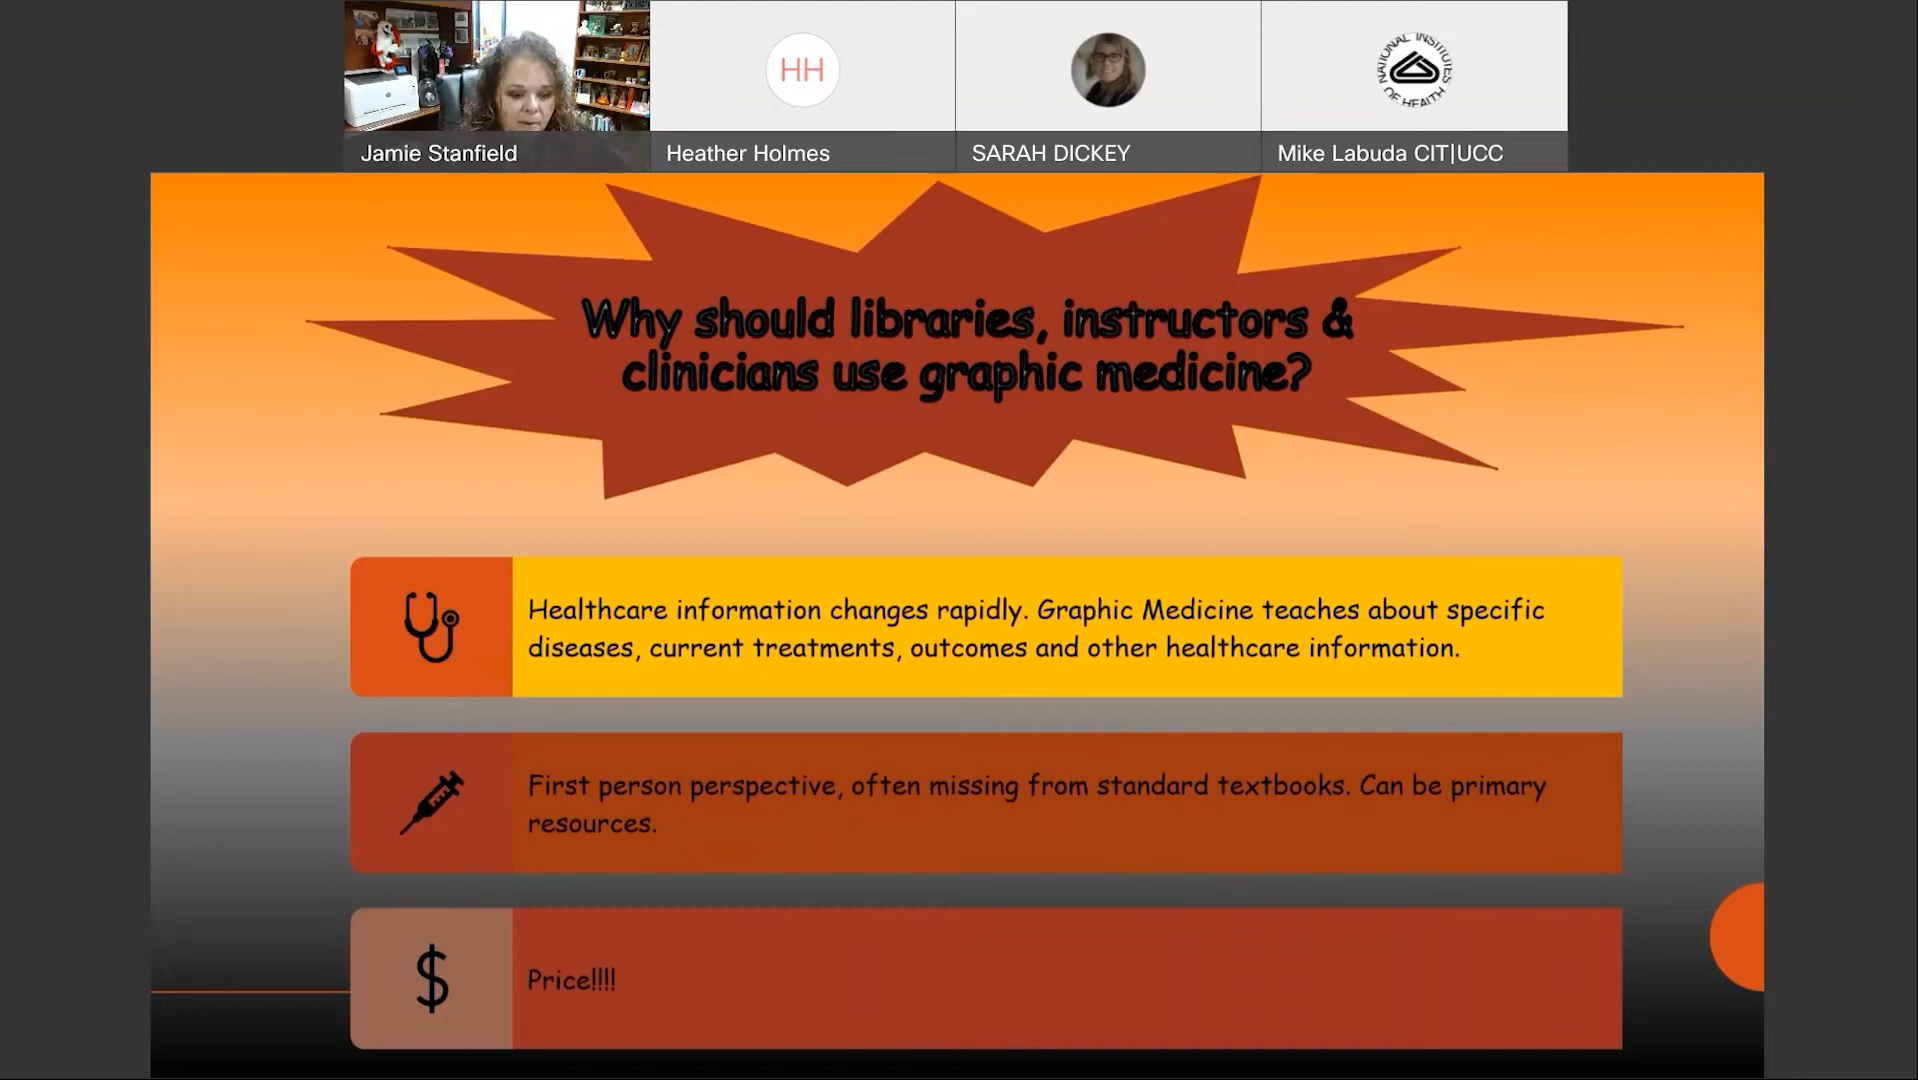 HH
NATIONAL INSTITUTES
OF HEALTH
Jamie Stanfield
Heather Holmes
SARAH DICKEY
Mike Labuda CIT|UCC
Why should libraries, instructors &
clinicians use graphic medicine?
Healthcare information changes rapidly. Graphic Medicine teaches about specific
diseases, current treatments, outcomes and other healthcare information.
First person perspective, often missing from standard textbooks. Can be primary
resources.
$
Price!!!!